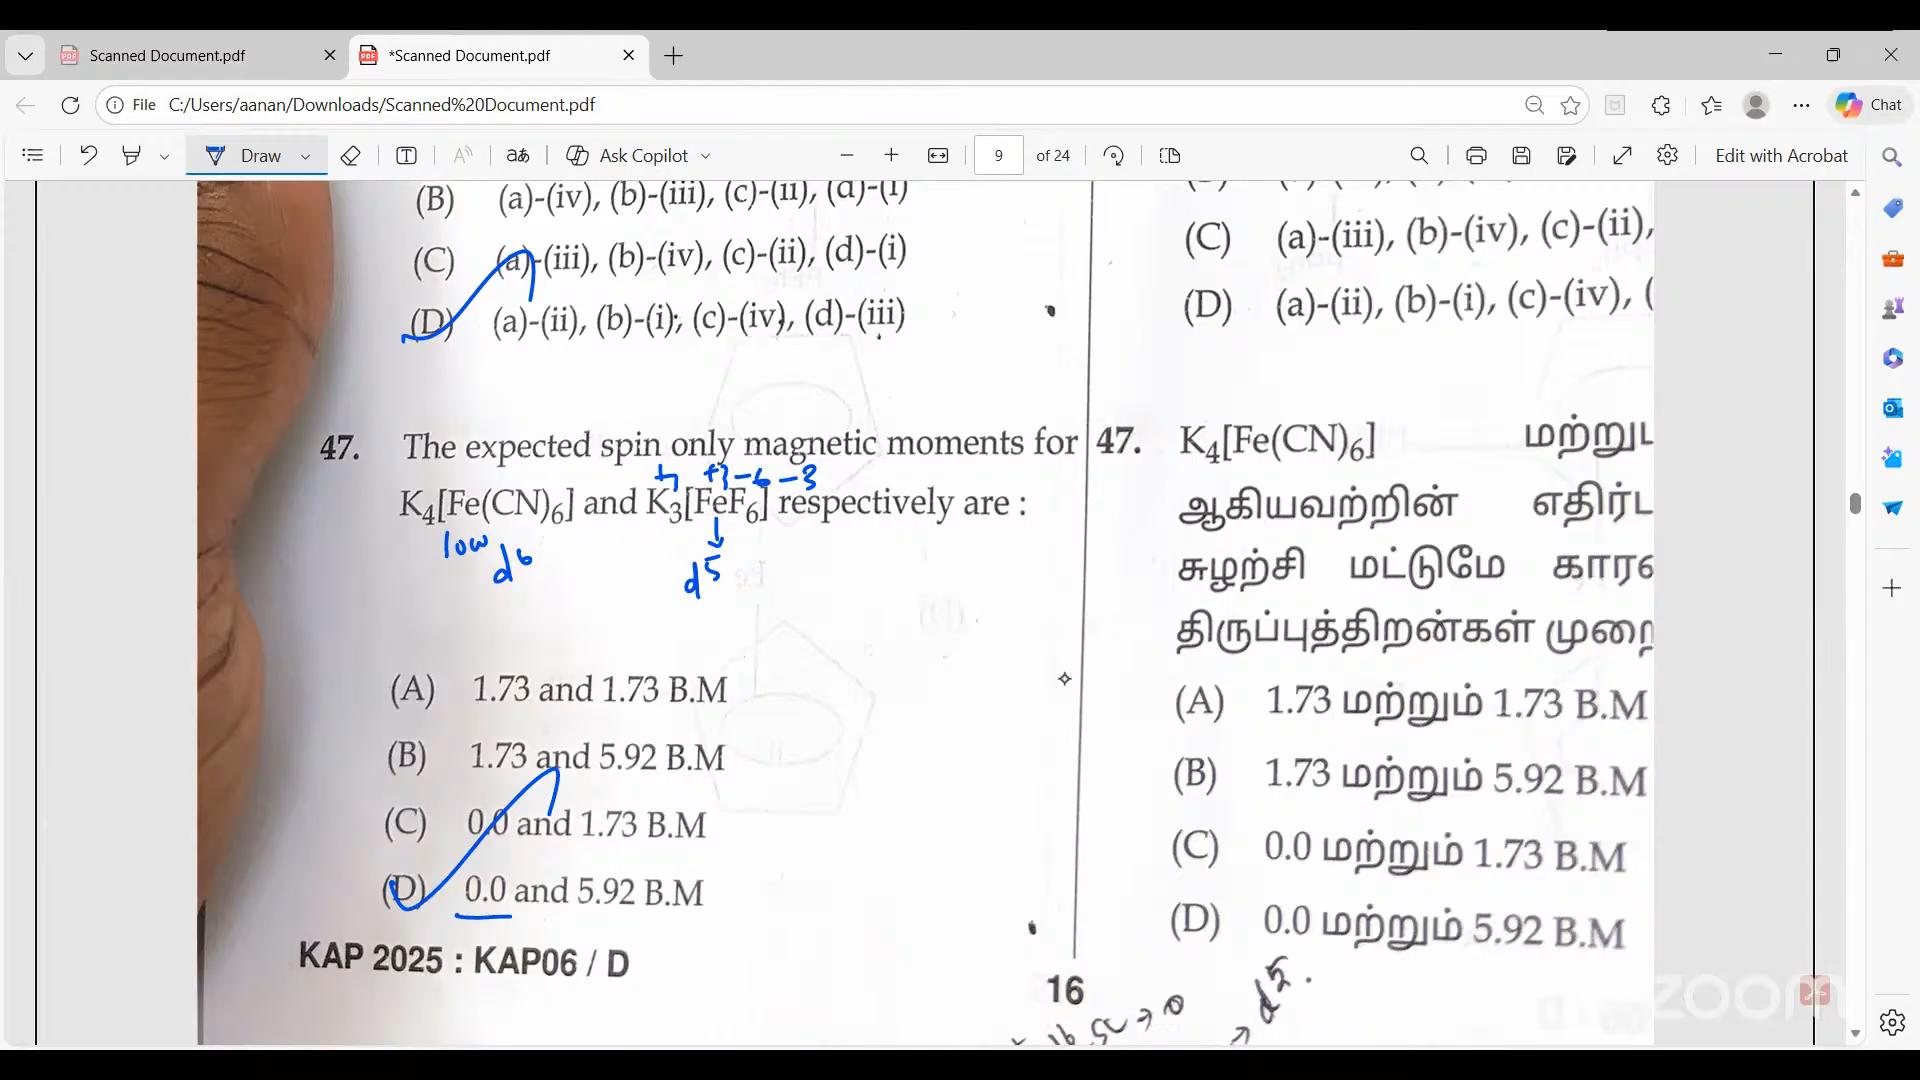 Scanned Document.pdf
*Scanned Document.pdf
File C:/Users/aanan/Downloads/Scanned%20Document.pdf
Chat
Draw
Ask Copilot
9 of 24
Edit with Acrobat
(B) (a)-(iv), (b)-(iii), (c)-(ii), (d)-(i)
(C) (a)-(iii), (b)-(iv), (c)-(ii), (d)-(i)
(D) (a)-(ii), (b)-(i), (c)-(iv), (d)-(iii)
47. The expected spin only magnetic moments for
+3 -6 -3
K₄[Fe(CN)₆] and K₃[FeF₆] respectively are :
low d⁶
d⁵
(A) 1.73 and 1.73 B.M
(B) 1.73 and 5.92 B.M
(C) 0.0 and 1.73 B.M
(D) 0.0 and 5.92 B.M
KAP 2025 : KAP06 / D
16
(C) (a)-(iii), (b)-(iv), (c)-(ii),
(D) (a)-(ii), (b)-(i), (c)-(iv), (
47. K₄[Fe(CN)₆]
ஆகியவற்றின்
சுழற்சி மட்டுமே
திருப்புத்திறன்கள்
(A) 1.73 மற்றும் 1.73 B.M
(B) 1.73 மற்றும் 5.92 B.M
(C) 0.0 மற்றும் 1.73 B.M
(D) 0.0 மற்றும் 5.92 B.M
d⁵.
zoom